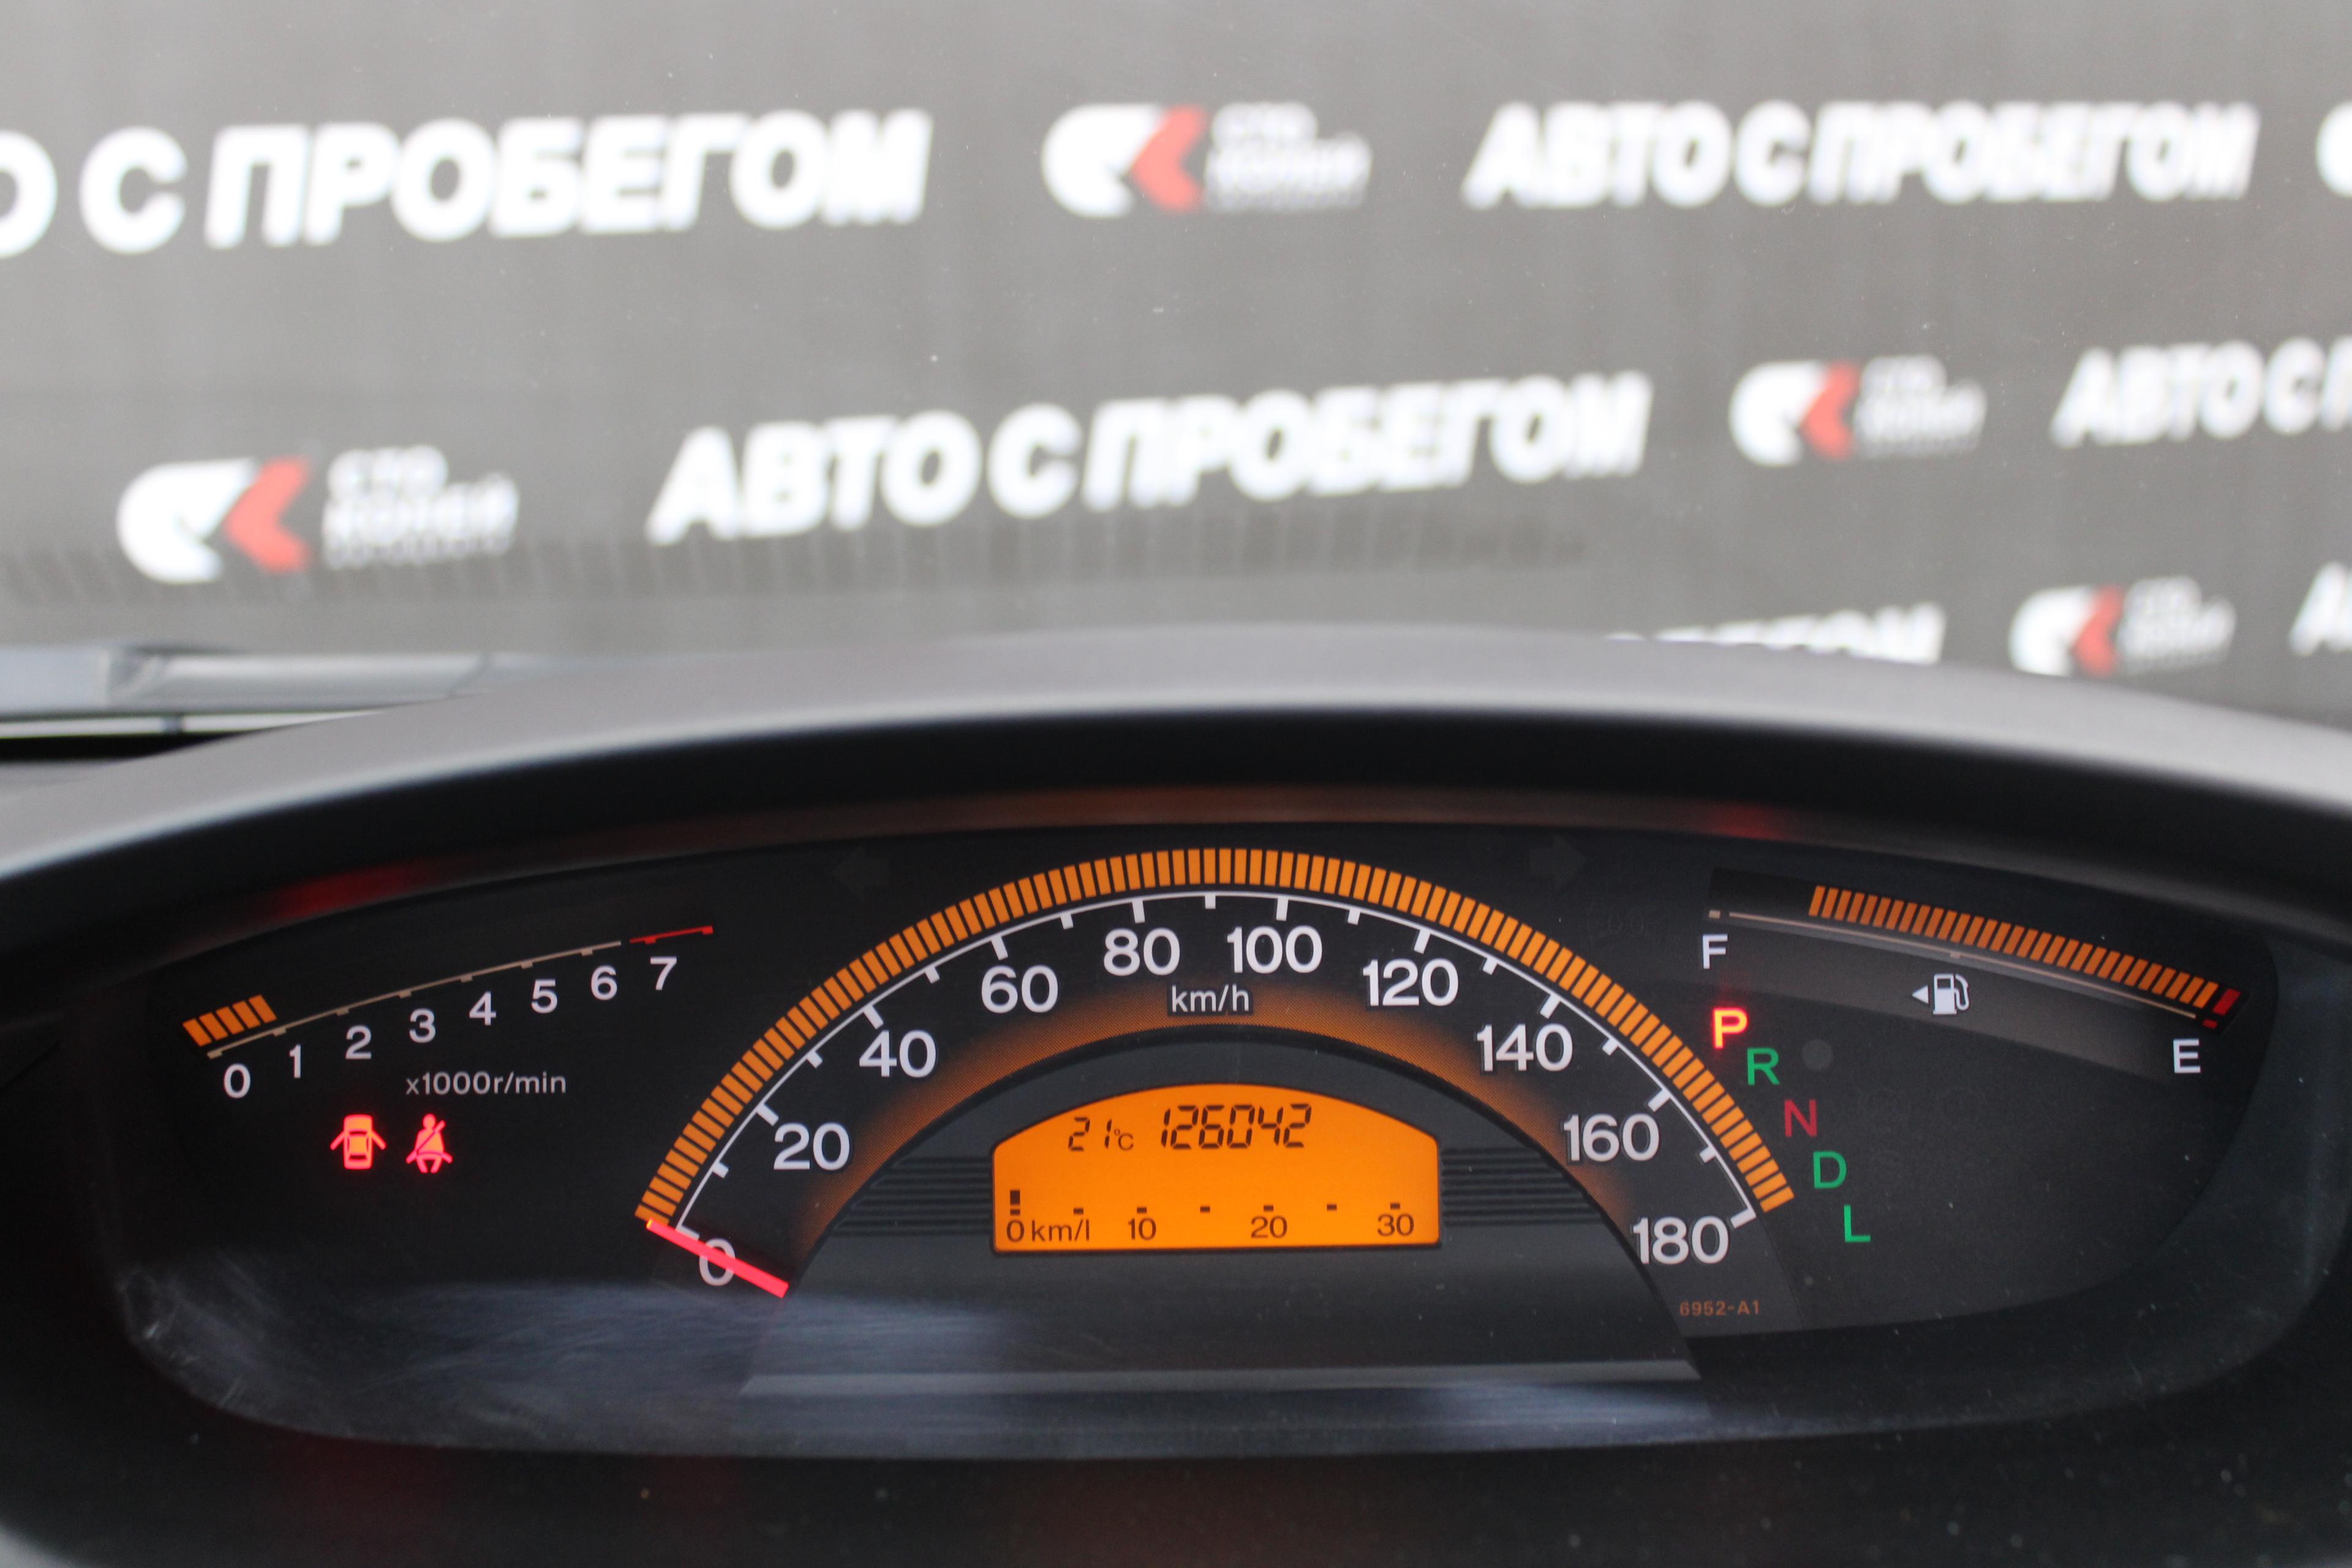 О С ПРОБЕГОМ
АВТО С ПРОБЕГОМ
СТО
АВТО С ПРОБЕГОМ
АВТО С
0 1 2 3 4 5 6 7
x1000r/min
0 20 40 60 80 100 120 140 160 180
km/h
21°C 126042
0 km/l 10 20 30
F
E
P
R
N
D
L
6952-A1